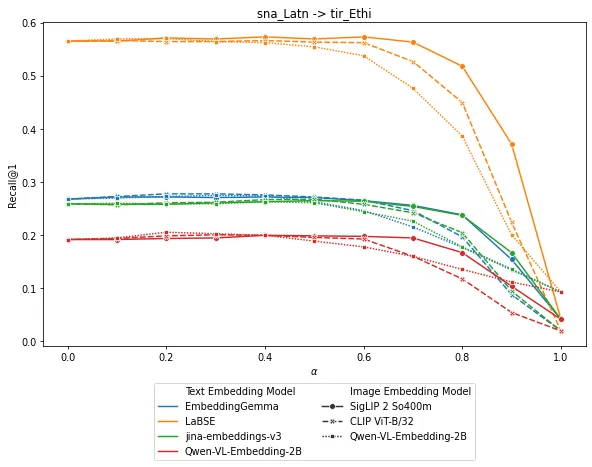 sna_Latn -> tir_Ethi
Recall@1
0.6
0.5
0.4
0.3
0.2
0.1
0.0
0.0 0.2 0.4 0.6 0.8 1.0
α
Text Embedding Model Image Embedding Model
EmbeddingGemma SigLIP 2 So400m
LaBSE CLIP ViT-B/32
jina-embeddings-v3 Qwen-VL-Embedding-2B
Qwen-VL-Embedding-2B